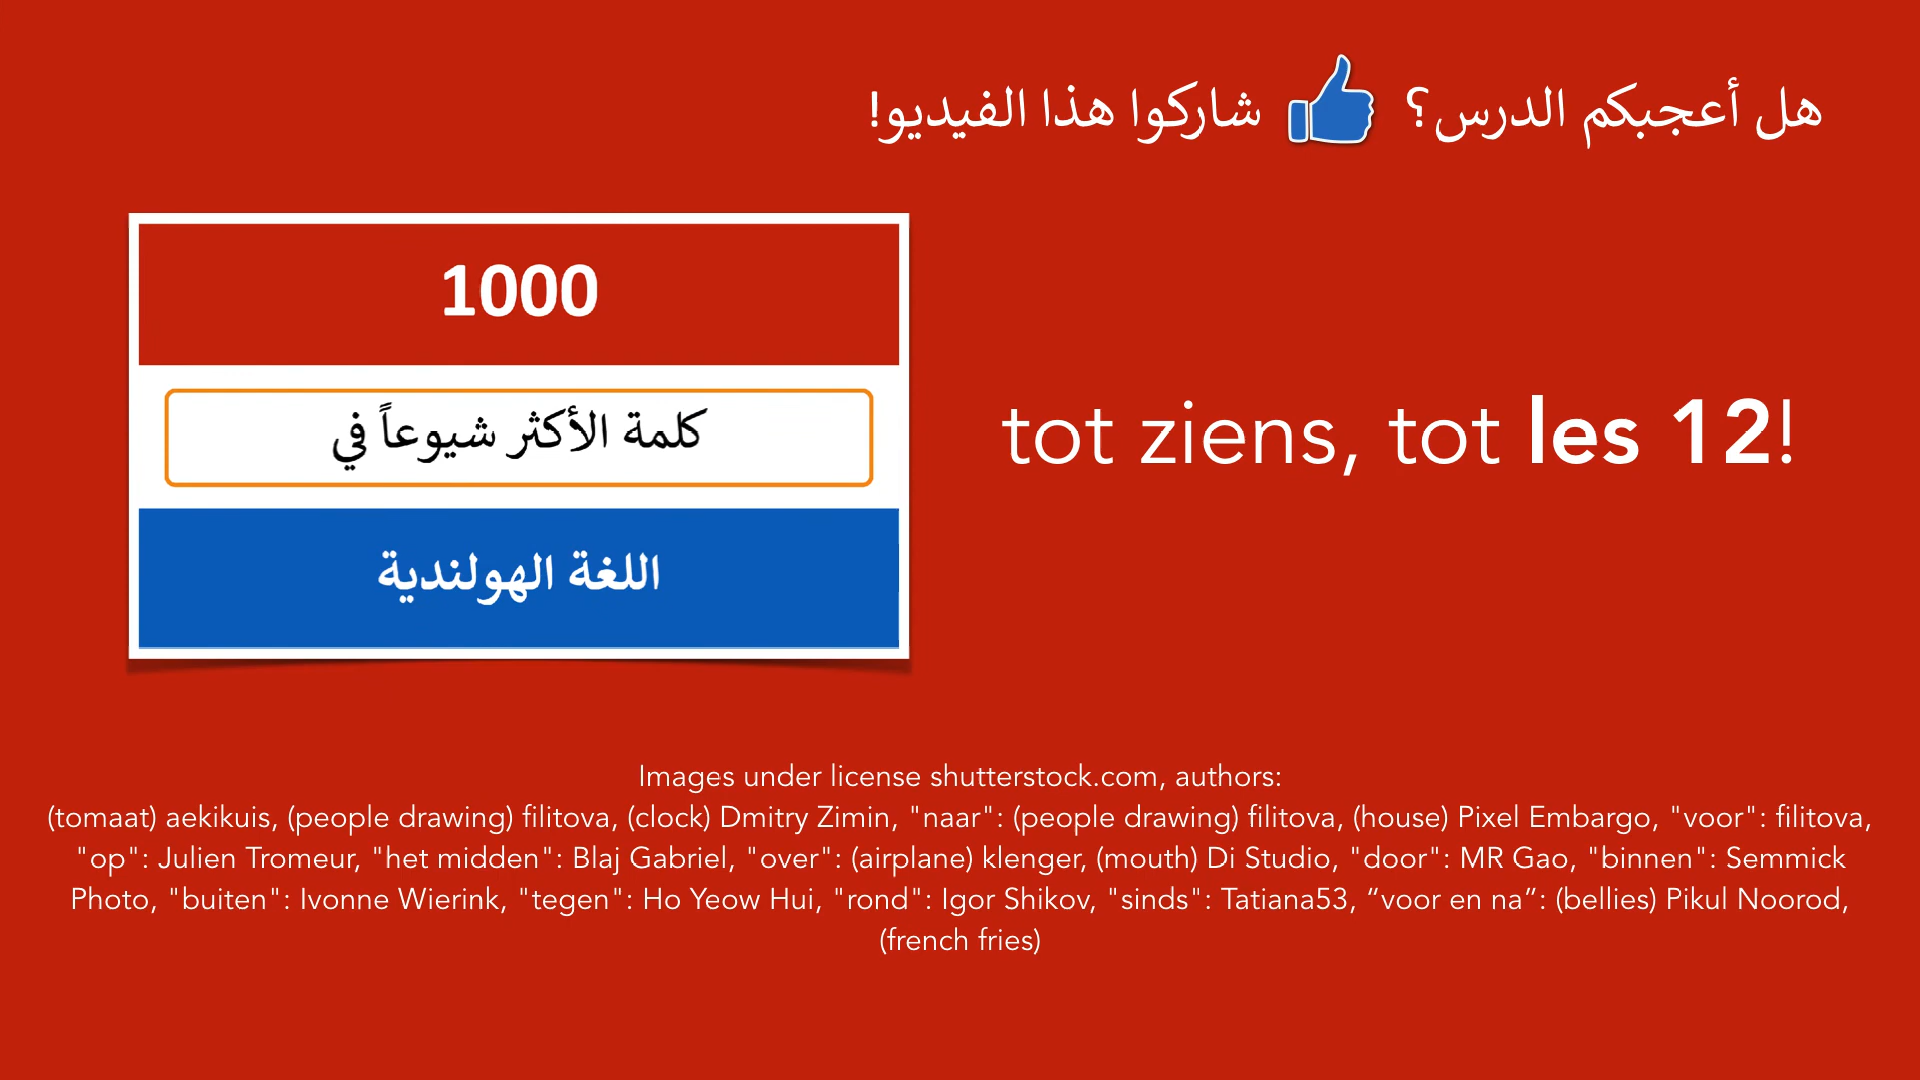 هل أعجبكم الدرس؟ شاركوا هذا الفيديو!
1000
كلمة الأكثر شيوعاً في
اللغة الهولندية
tot ziens, tot les 12!
Images under license shutterstock.com, authors:
(tomaat) aekikuis, (people drawing) filitova, (clock) Dmitry Zimin, "naar": (people drawing) filitova, (house) Pixel Embargo, "voor": filitova,
"op": Julien Tromeur, "het midden": Blaj Gabriel, "over": (airplane) klenger, (mouth) Di Studio, "door": MR Gao, "binnen": Semmick
Photo, "buiten": Ivonne Wierink, "tegen": Ho Yeow Hui, "rond": Igor Shikov, "sinds": Tatiana53, “voor en na”: (bellies) Pikul Noorod,
(french fries)